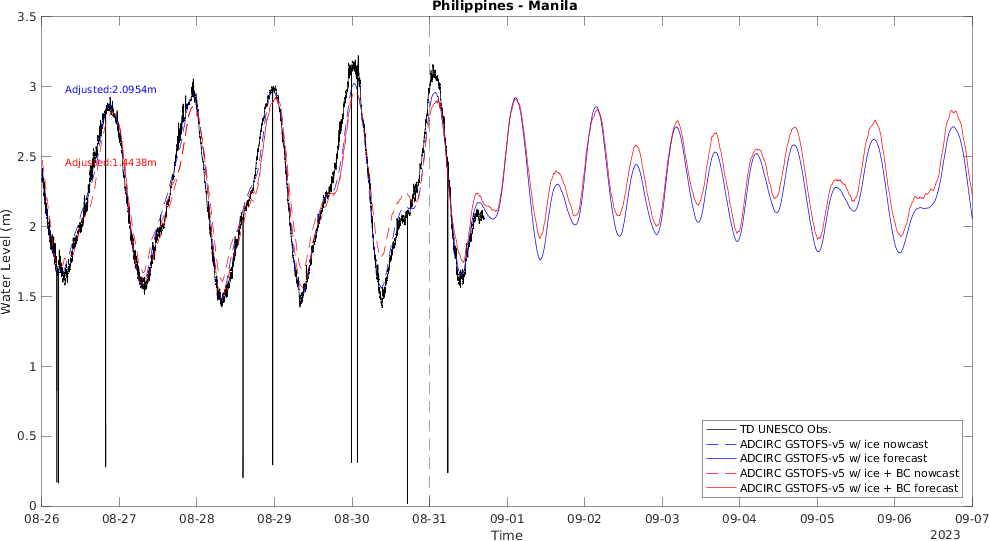 Philippines - Manila
3.5
3
2.5
2
1.5
1
0.5
0
Water Level (m)
Adjusted:2.0954m
Adjusted:1.4438m
TD UNESCO Obs.
ADCIRC GSTOFS-v5 w/ ice nowcast
ADCIRC GSTOFS-v5 w/ ice forecast
ADCIRC GSTOFS-v5 w/ ice + BC nowcast
ADCIRC GSTOFS-v5 w/ ice + BC forecast
08-26 08-27 08-28 08-29 08-30 08-31 09-01 09-02 09-03 09-04 09-05 09-06 09-07
Time
2023